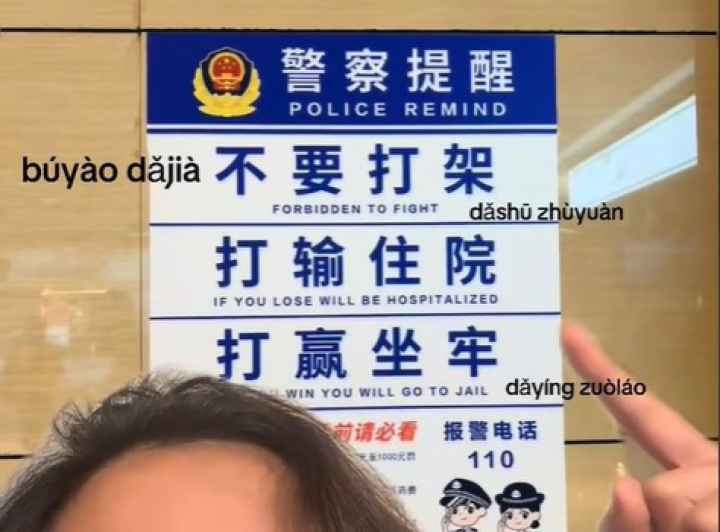 警察提醒
POLICE REMIND
búyào dǎjià
不要打架
FORBIDDEN TO FIGHT
dǎshū zhùyuàn
打输住院
IF YOU LOSE WILL BE HOSPITALIZED
打赢坐牢
WIN YOU WILL GO TO JAIL
dǎyíng zuòláo
前请必看
报警电话
110